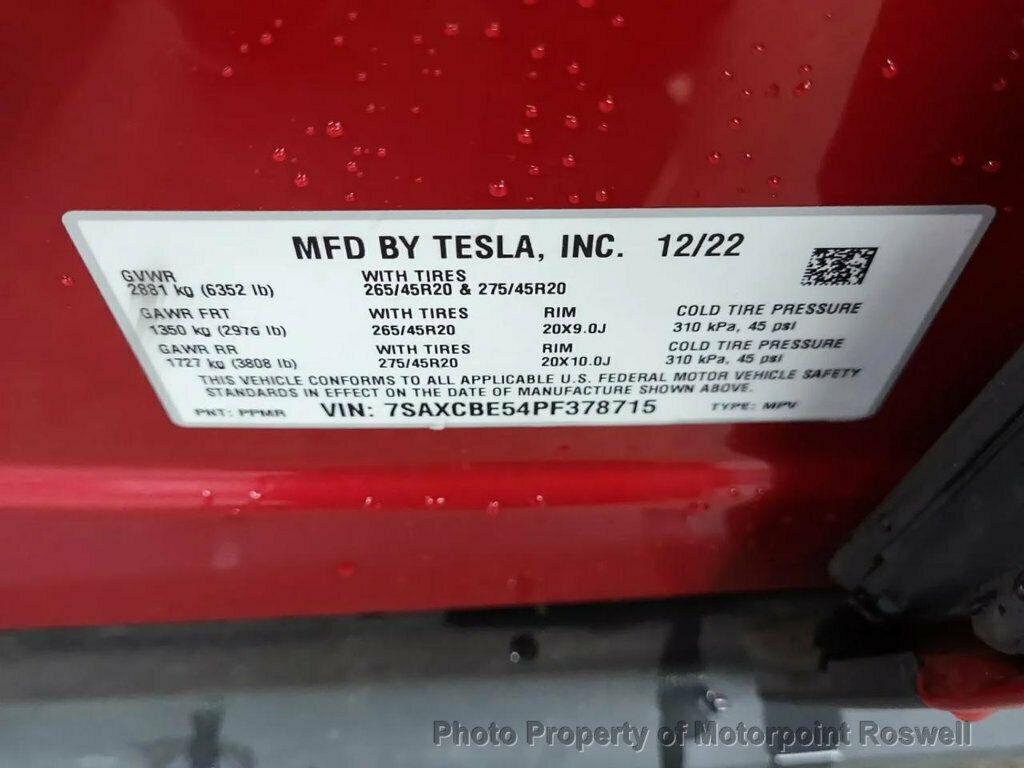 MFD BY TESLA, INC. 12/22
GVWR WITH TIRES
2881 kg (6352 lb) 265/45R20 & 275/45R20
GAWR FRT WITH TIRES RIM COLD TIRE PRESSURE
1350 kg (2976 lb) 265/45R20 20X9.0J 310 kPa, 45 psi
GAWR RR WITH TIRES RIM COLD TIRE PRESSURE
1727 kg (3808 lb) 275/45R20 20X10.0J 310 kPa, 45 psi
THIS VEHICLE CONFORMS TO ALL APPLICABLE U.S. FEDERAL MOTOR VEHICLE SAFETY
STANDARDS IN EFFECT ON THE DATE OF MANUFACTURE SHOWN ABOVE.
PNT: PPMR VIN: 7SAXCBE54PF378715 TYPE: MPV
Photo Property of Motorpoint Roswell